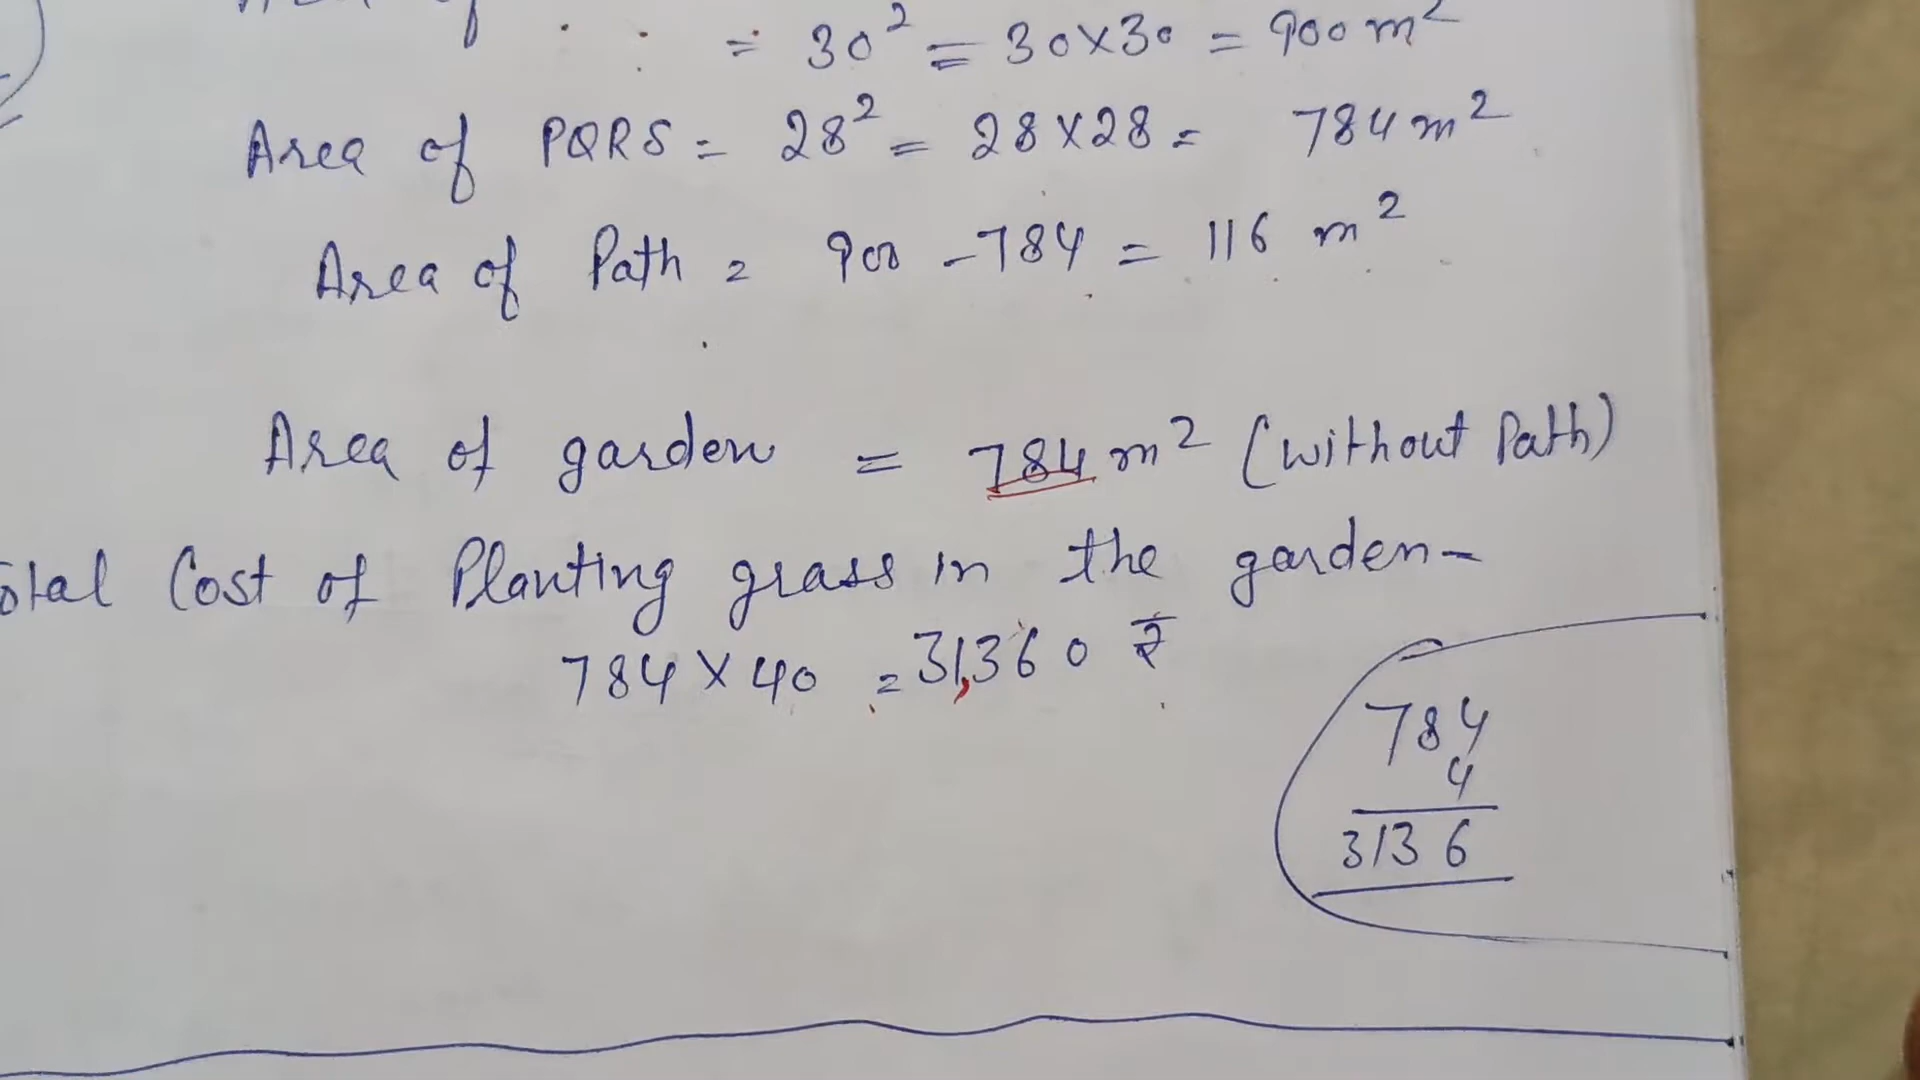 = 30² = 30×30 = 900 m²
Area of PQRS = 28² = 28×28 = 784 m²
Area of Path = 900 - 784 = 116 m²
Area of garden = 784 m² (without Path)
Cost of Planting grass in the garden-
784 × 40 = 31,360 ₹
784
4
3136